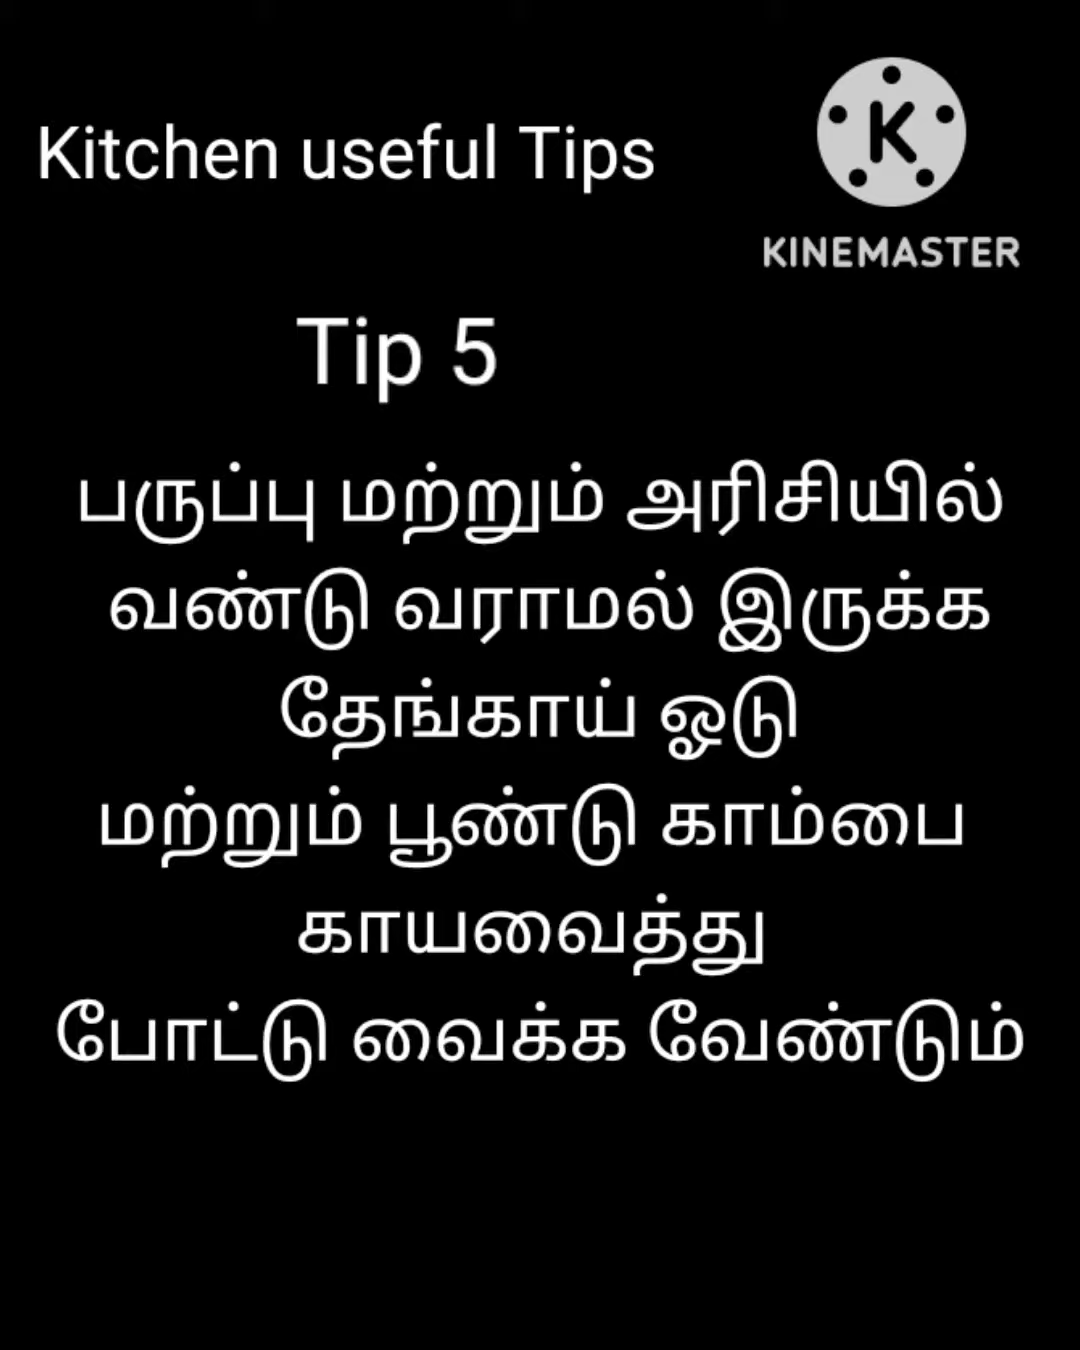 Kitchen useful Tips
KINEMASTER
Tip 5
பருப்பு மற்றும் அரிசியில்
வண்டு வராமல் இருக்க
தேங்காய் ஓடு
மற்றும் பூண்டு காம்பை
காயவைத்து
போட்டு வைக்க வேண்டும்